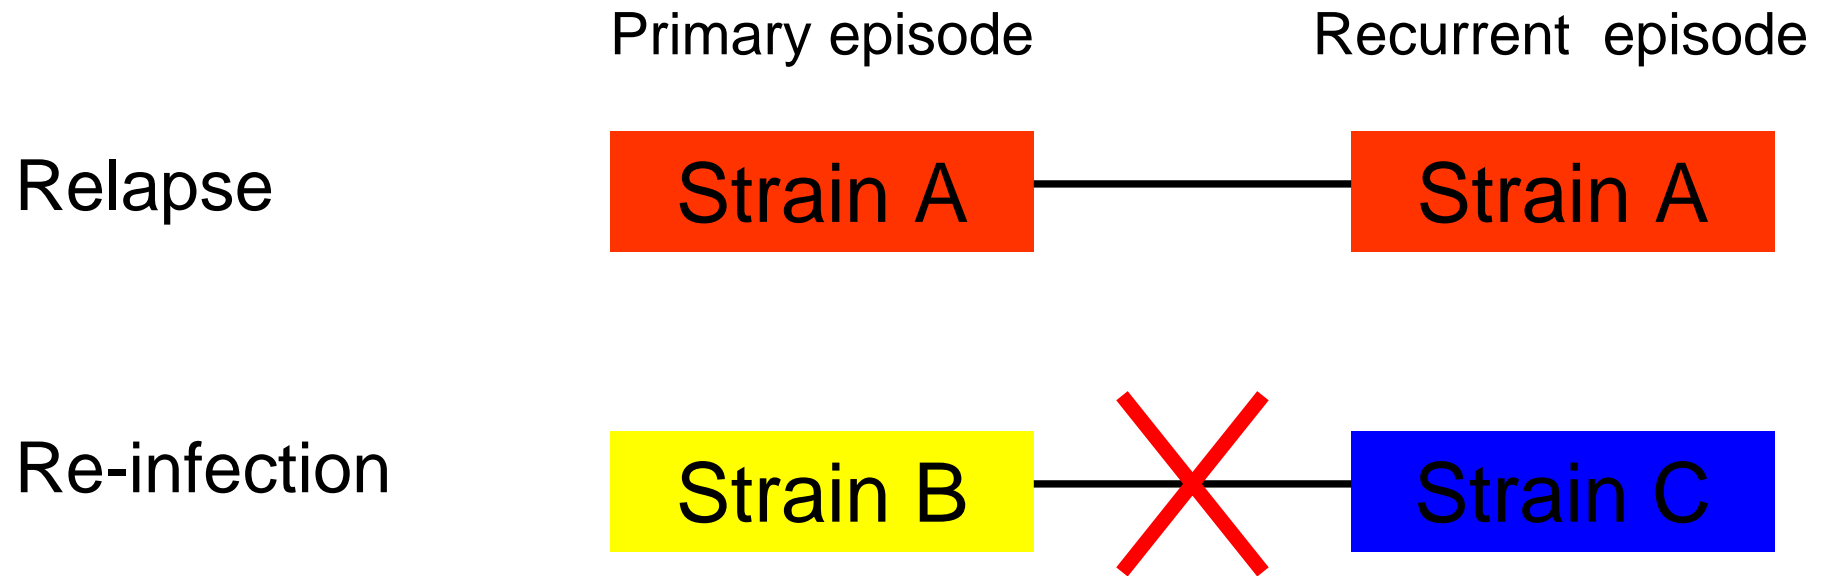 Primary episode Recurrent episode
Relapse Strain A Strain A
Re-infection Strain B Strain C